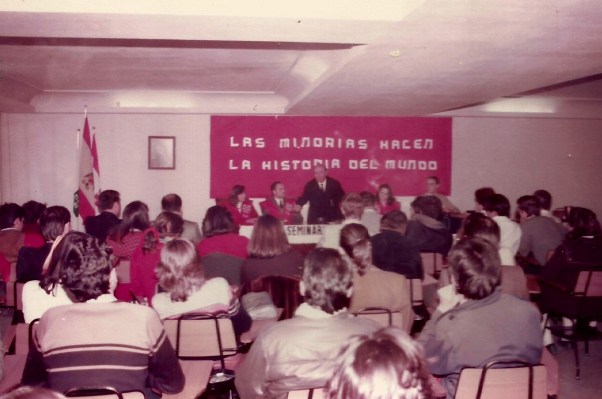 LAS MINORIAS HACEN
LA HISTORIA DEL MUNDO
SEMINAR